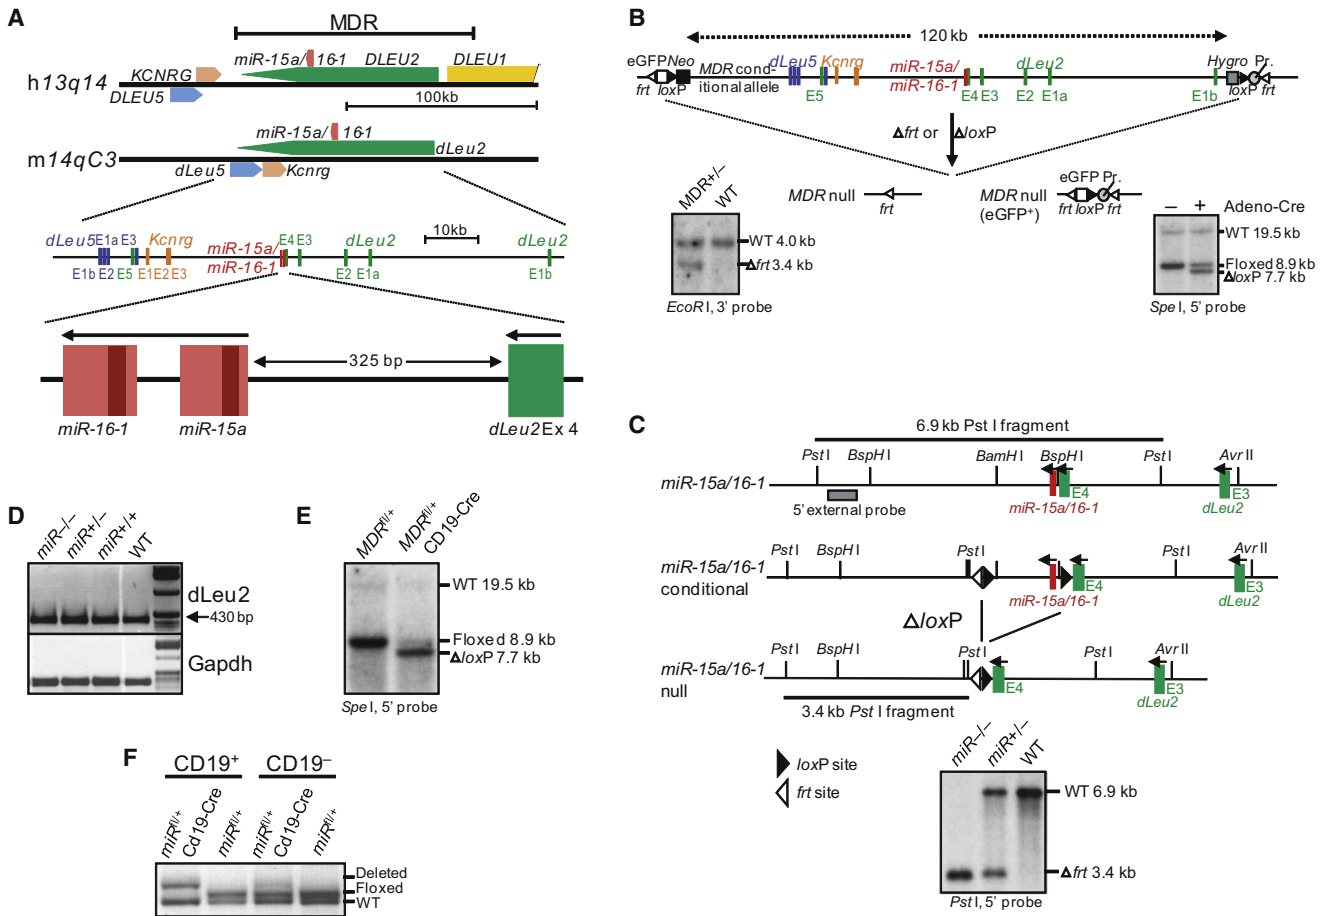 A
MDR
miR-15a/ 16-1 DLEU2 DLEU1
KCNRG
h13q14
DLEU5
100kb
miR-15a/ 16-1
dLeu2
m14qC3
dLeu5 Kcnrg
10kb
dLeu5 E1a E3 Kcnrg miR-15a/ E4 E3 dLeu2 dLeu2
E1b E2 E5 E1 E2 E3 miR-16-1 E2 E1a E1b
325 bp
miR-16-1 miR-15a dLeu2 Ex 4
B
120 kb
eGFP Neo MDR cond- dLeu5 Kcnrg miR-15a/ dLeu2 Hygro Pr.
frt loxP itional allele E5 miR-16-1 E4 E3 E2 E1a E1b loxP frt
Δfrt or ΔloxP
MDR null
frt
MDR null
(eGFP+)
eGFP Pr.
frt loxP frt
MDR+/– WT
WT 4.0 kb
Δfrt 3.4 kb
EcoR I, 3' probe
– + Adeno-Cre
WT 19.5 kb
Floxed 8.9 kb
ΔloxP 7.7 kb
Spe I, 5' probe
C
6.9 kb Pst I fragment
Pst I BspH I BamH I BspH I Pst I Avr II
miR-15a/16-1
E4 E3
5' external probe
miR-15a/16-1
dLeu2
Pst I BspH I Pst I Pst I Avr II
miR-15a/16-1
conditional
E4 E3
miR-15a/16-1
dLeu2
ΔloxP
Pst I BspH I Pst I Pst I Avr II
miR-15a/16-1
null
E4 E3
dLeu2
3.4 kb Pst I fragment
loxP site
frt site
miR–/– miR+/– WT
WT 6.9 kb
Δfrt 3.4 kb
Pst I, 5' probe
D
miR–/– miR+/– miR+/+ WT
dLeu2
430 bp
Gapdh
E
MDRfl/+
MDRfl/+
CD19-Cre
WT 19.5 kb
Floxed 8.9 kb
ΔloxP 7.7 kb
Spe I, 5' probe
F
CD19+ CD19–
miRfl/+
Cd19-Cre
miRfl/+
miRfl/+
Cd19-Cre
miRfl/+
Deleted
Floxed
WT